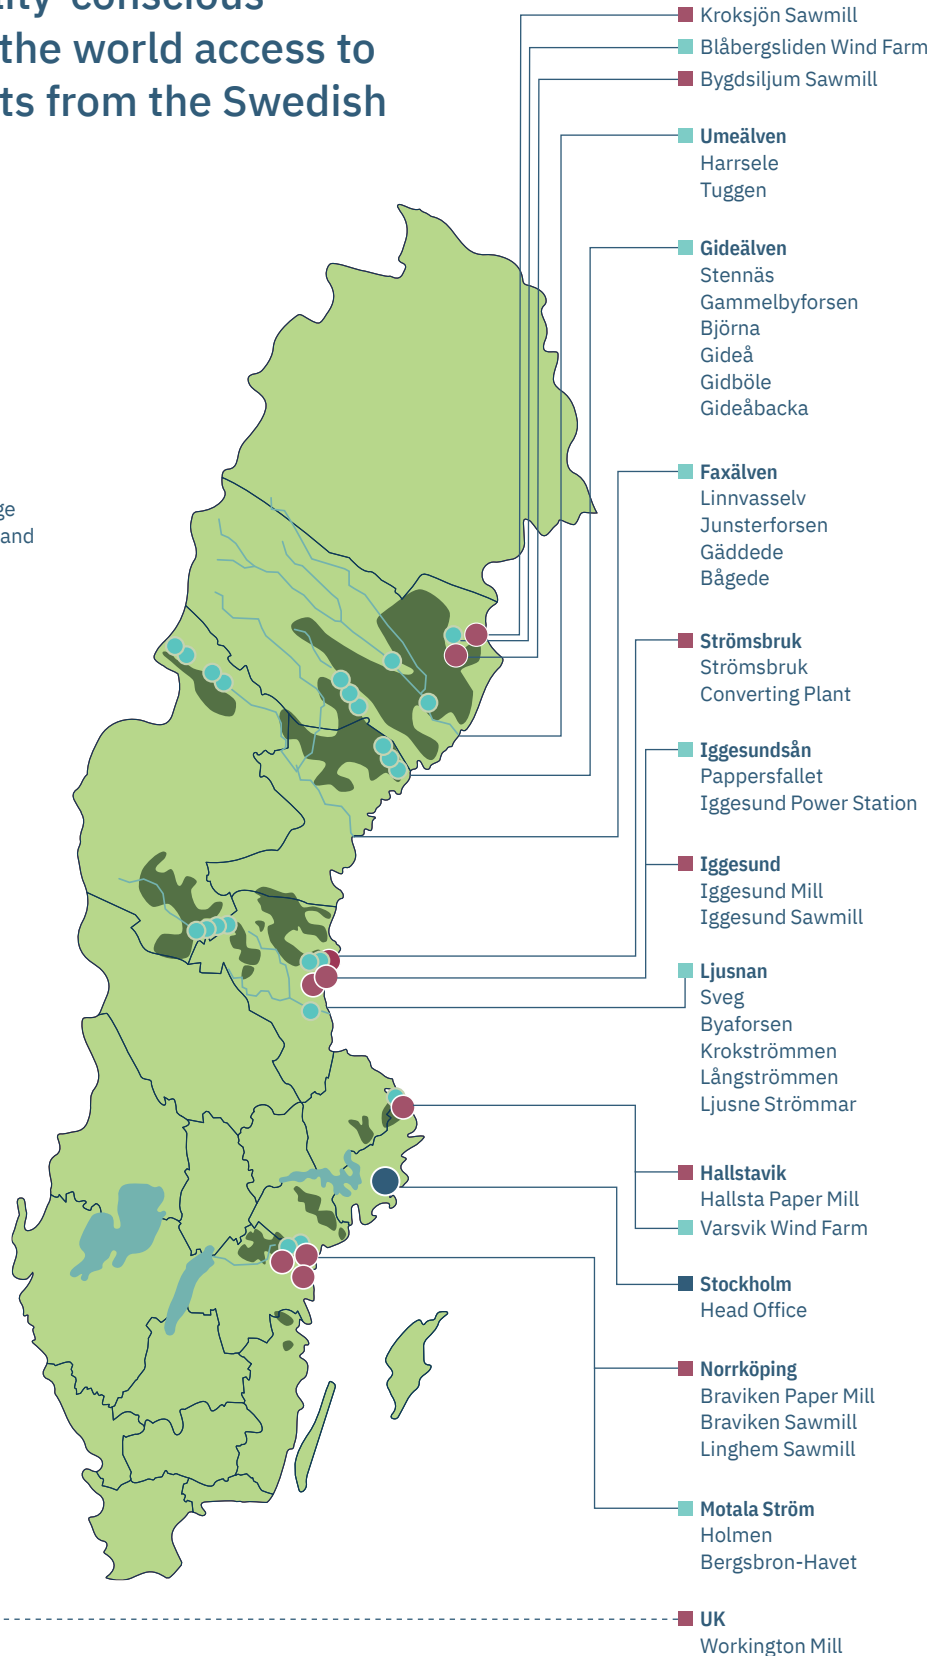 the world access to
ts from the Swedish
ge
and
Kroksjön Sawmill
Blåbergsliden Wind Farm
Bygdsiljum Sawmill
Umeälven
Harrsele
Tuggen
Gideälven
Stennäs
Gammelbyforsen
Björna
Gideå
Gidböle
Gideåbacka
Faxälven
Linnvasselv
Junsterforsen
Gäddede
Bågede
Strömsbruk
Strömsbruk
Converting Plant
Iggesundsån
Pappersfallet
Iggesund Power Station
Iggesund
Iggesund Mill
Iggesund Sawmill
Ljusnan
Sveg
Byaforsen
Krokströmmen
Långströmmen
Ljusne Strömmar
Hallstavik
Hallsta Paper Mill
Varsvik Wind Farm
Stockholm
Head Office
Norrköping
Braviken Paper Mill
Braviken Sawmill
Linghem Sawmill
Motala Ström
Holmen
Bergsbron-Havet
UK
Workington Mill